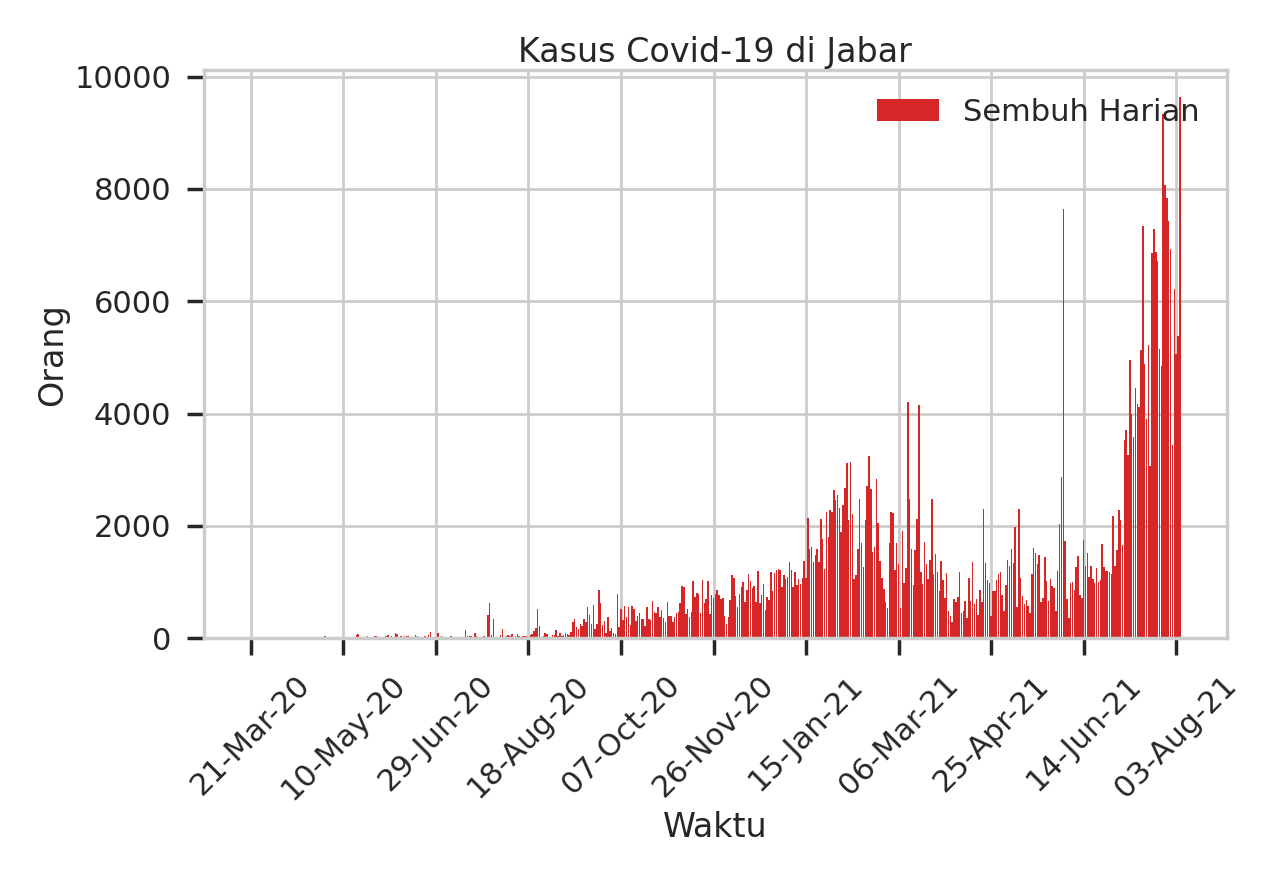 Kasus Covid-19 di Jabar
Sembuh Harian
Orang
10000
8000
6000
4000
2000
0
21-Mar-20
10-May-20
29-Jun-20
18-Aug-20
07-Oct-20
26-Nov-20
15-Jan-21
06-Mar-21
25-Apr-21
14-Jun-21
03-Aug-21
Waktu